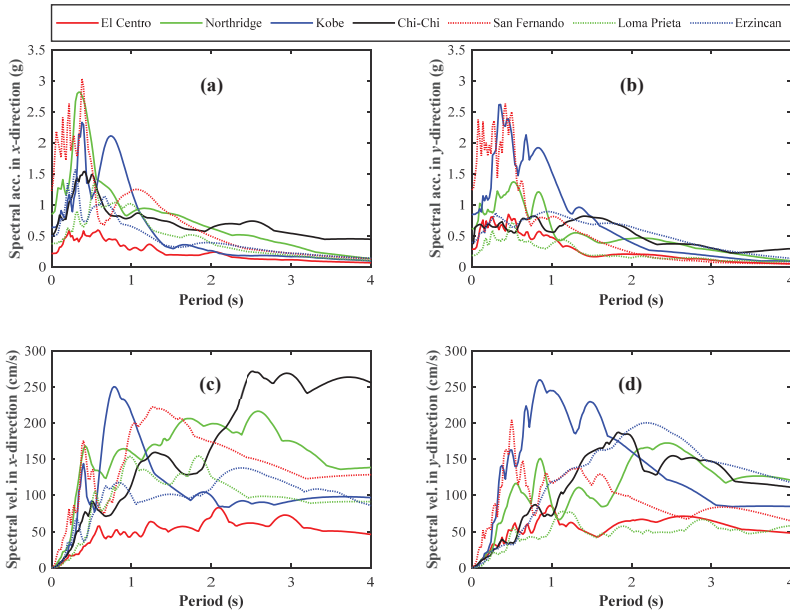 El Centro Northridge Kobe Chi-Chi San Fernando Loma Prieta Erzincan
(a)
Spectral acc. in x-direction (g)
3.5
3
2.5
2
1.5
1
0.5
0
0 1 2 3 4
Period (s)
(b)
Spectral acc. in y-direction (g)
3.5
3
2.5
2
1.5
1
0.5
0
0 1 2 3 4
Period (s)
(c)
Spectral vel. in x-direction (cm/s)
300
250
200
150
100
50
0
0 1 2 3 4
Period (s)
(d)
Spectral vel. in y-direction (cm/s)
300
250
200
150
100
50
0
0 1 2 3 4
Period (s)